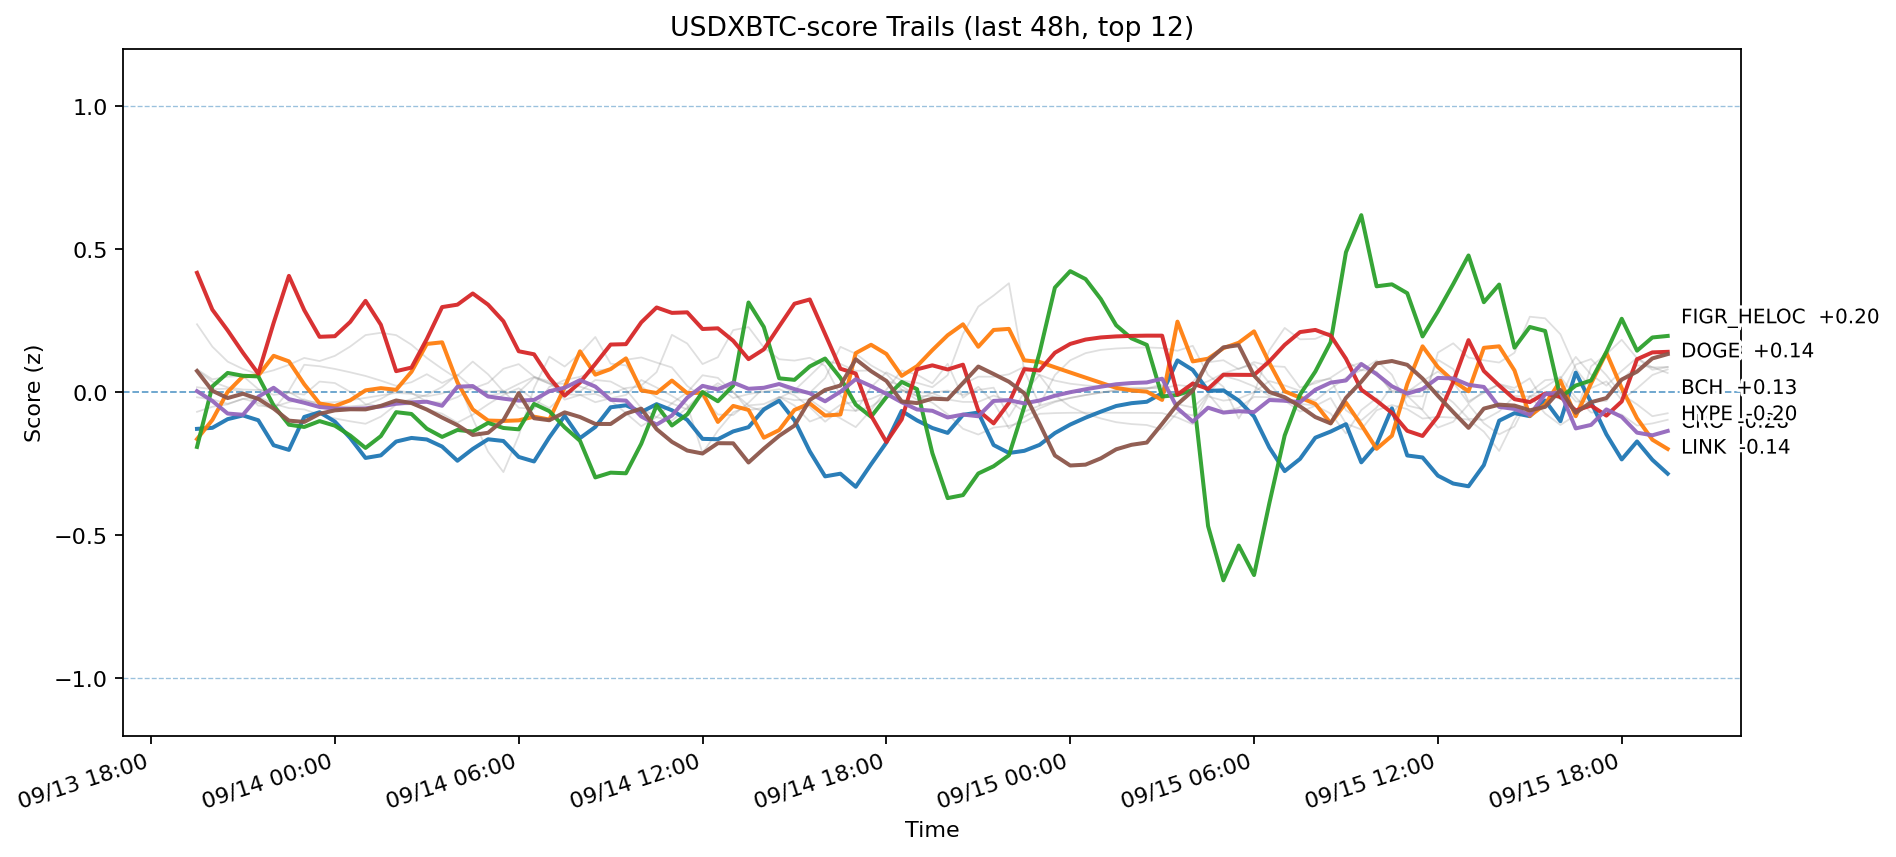 USDXBTC-score Trails (last 48h, top 12)
Score (z)
1.0
0.5
0.0
−0.5
−1.0
FIGR_HELOC +0.20
DOGE +0.14
BCH +0.13
HYPE -0.20
LINK -0.14
09/13 18:00
09/14 00:00
09/14 06:00
09/14 12:00
09/14 18:00
09/15 00:00
09/15 06:00
09/15 12:00
09/15 18:00
Time